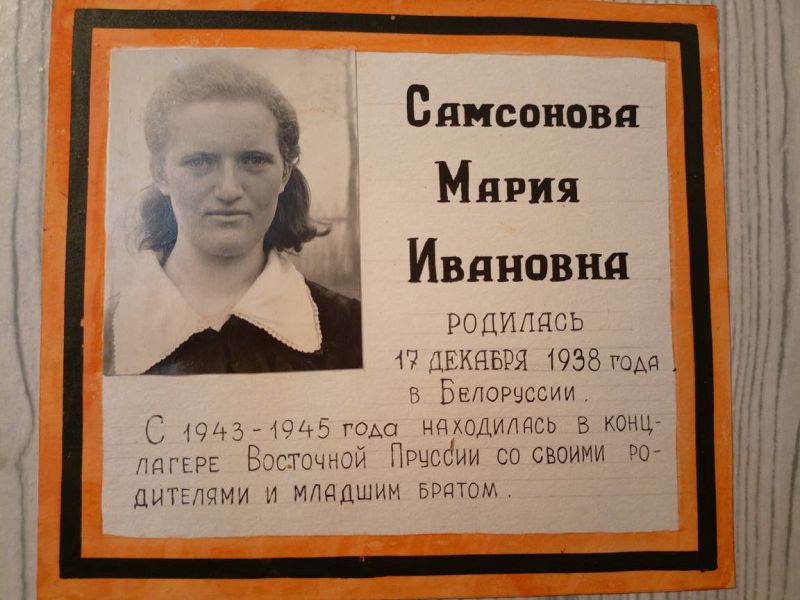 Самсонова
Мария
Ивановна
родилась
17 декабря 1938 года
в Белоруссии.
С 1943-1945 года находилась в конц-
лагере Восточной Пруссии со своими ро-
дителями и младшим братом.